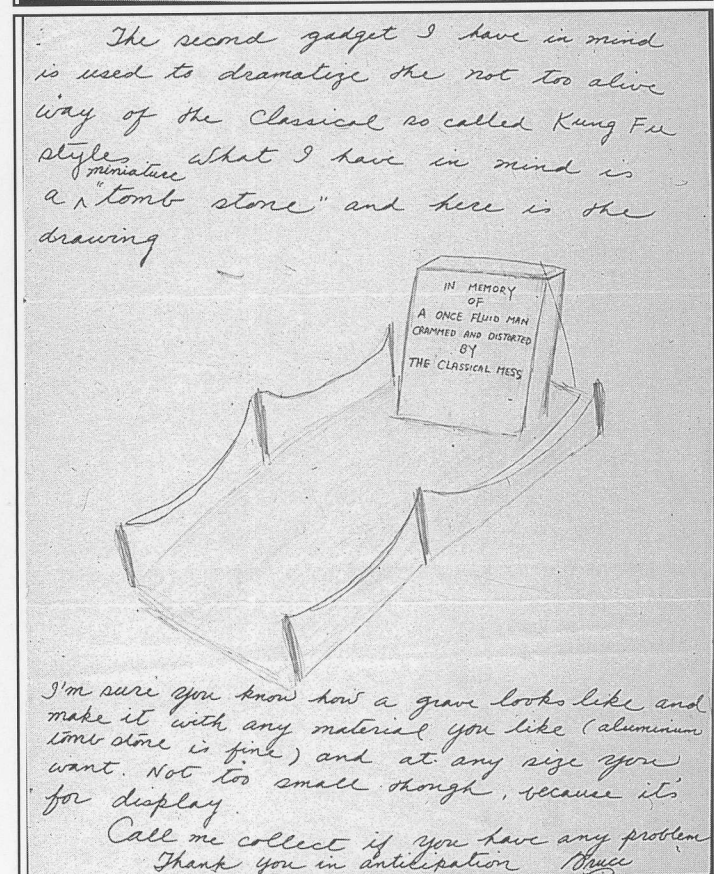 The second gadget I have in mind
is used to dramatize the not too alive
way of the Classical so called Kung Fu
styles. What I have in mind is
miniature
a ^ "tomb stone" and here is the
drawing
IN MEMORY
OF
A ONCE FLUID MAN
CRAMMED AND DISTORTED
BY
THE CLASSICAL MESS
I'm sure you know how a grave looks like and
make it with any material you like (aluminum
tomb stone is fine) and at any size you
want. Not too small though, because it's
for display.
Call me collect if you have any problem
Thank you in anticipation Bruce